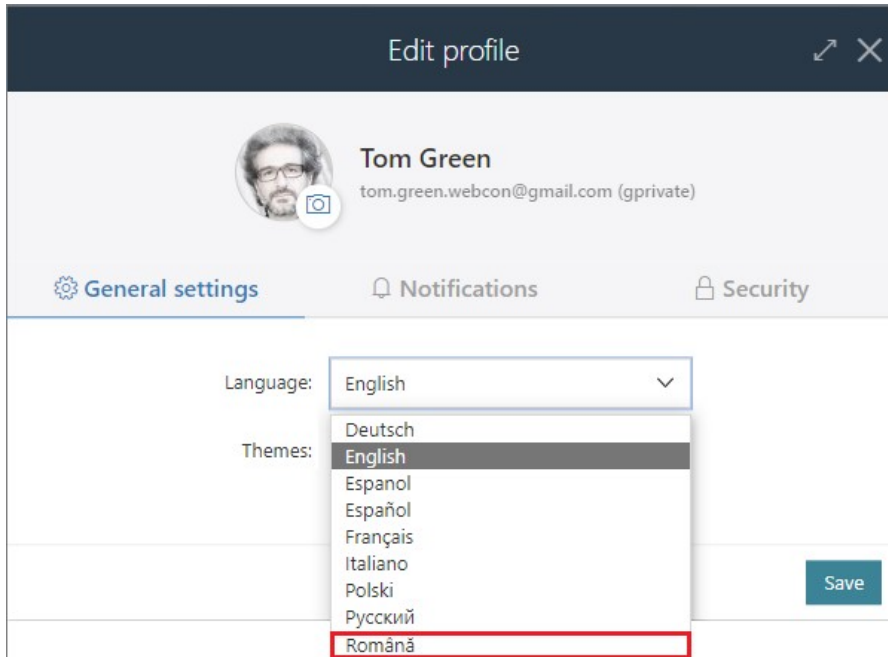 Edit profile
Tom Green
tom.green.webcon@gmail.com (gprivate)
General settings
Notifications
Security
Language:
English
Themes:
Deutsch
English
Espanol
Español
Français
Italiano
Polski
Русский
Română
Save